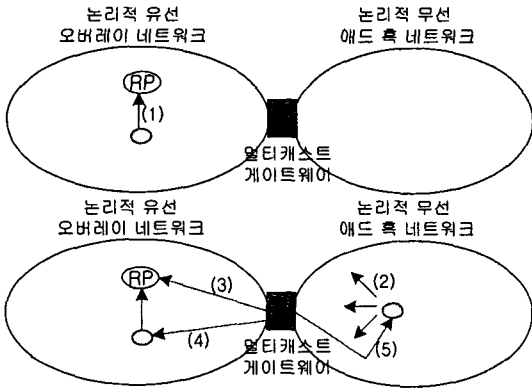 논리적 유선
오버레이 네트워크
논리적 무선
애드 혹 네트워크
RP
(1)
멀티캐스트
게이트웨이
논리적 유선
오버레이 네트워크
논리적 무선
애드 혹 네트워크
RP
(3)
(2)
(4)
(5)
멀티캐스트
게이트웨이